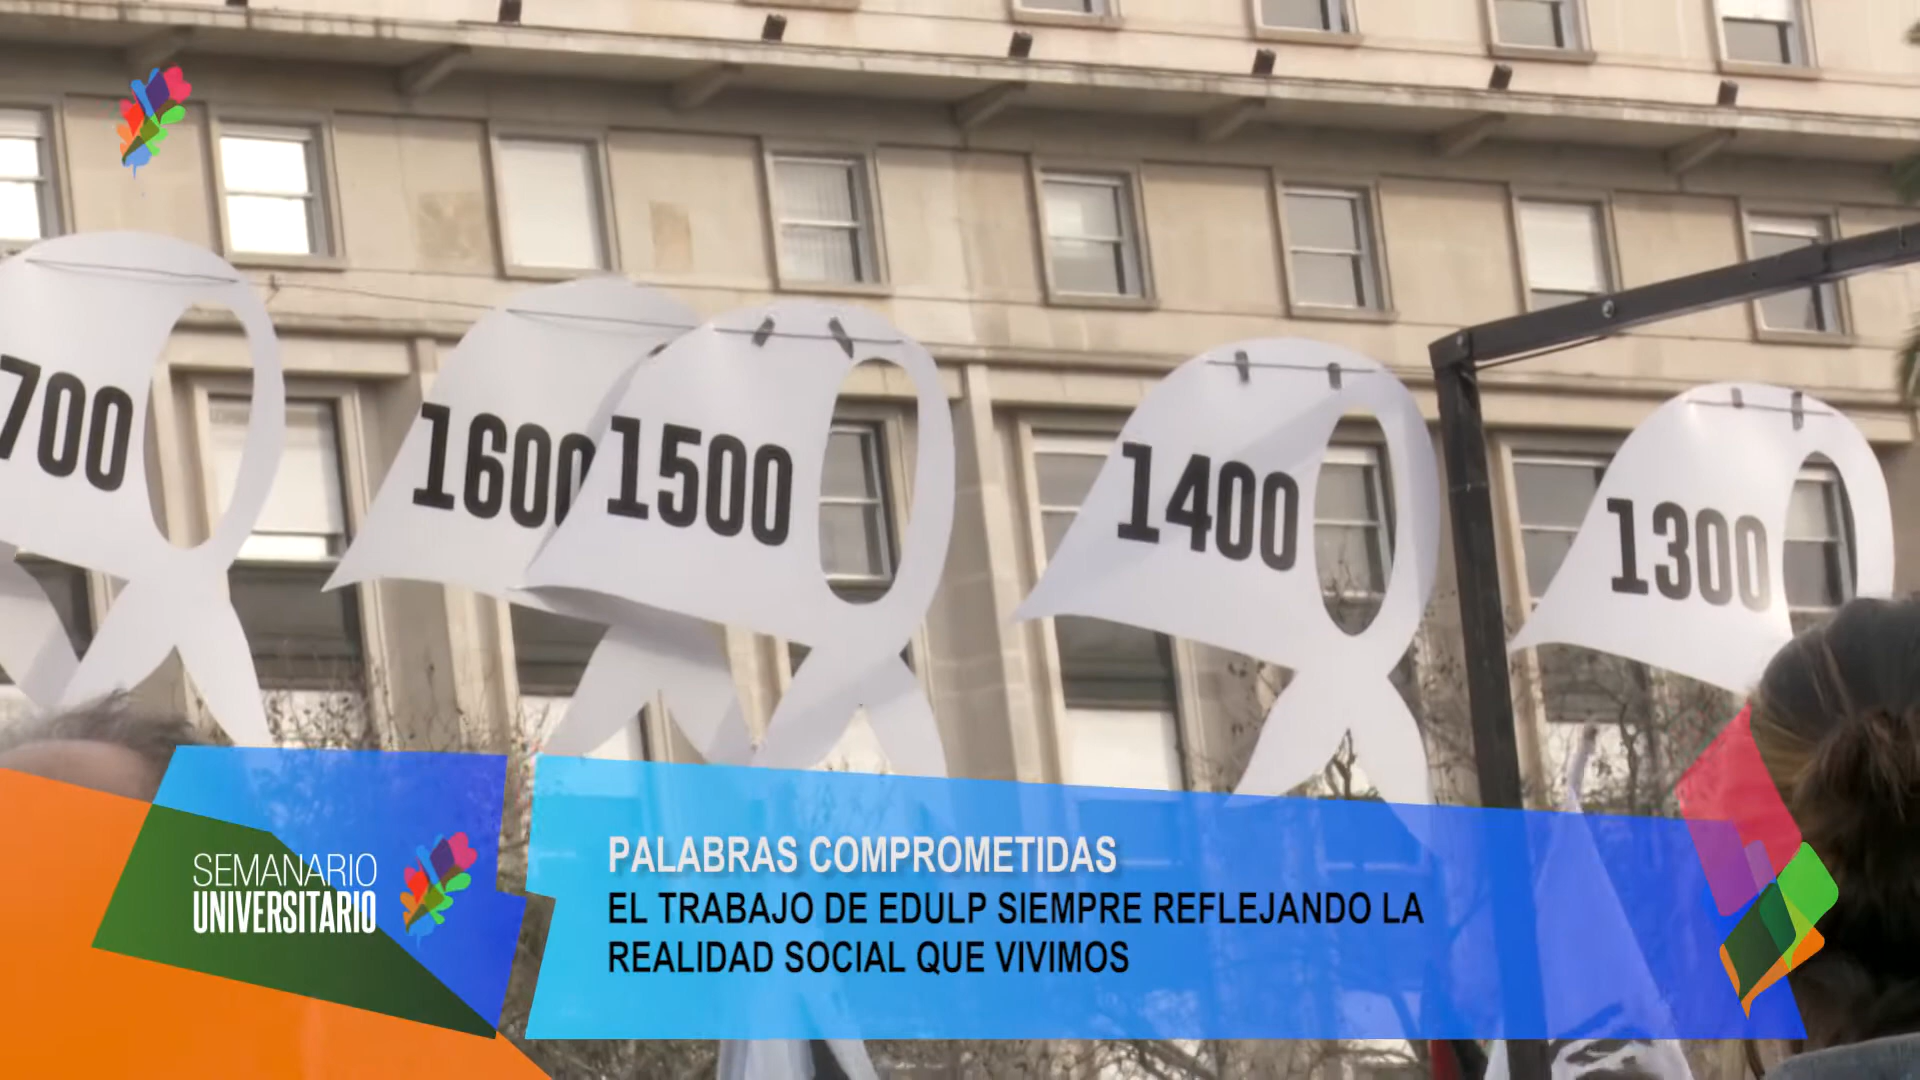 700
1600
1500
1400
1300
SEMANARIO
UNIVERSITARIO
PALABRAS COMPROMETIDAS
EL TRABAJO DE EDULP SIEMPRE REFLEJANDO LA
REALIDAD SOCIAL QUE VIVIMOS